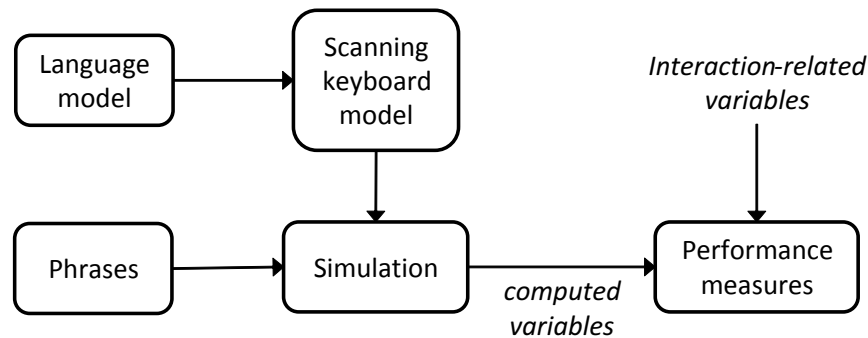 Language
model
Scanning
keyboard
model
Interaction-related
variables
Phrases
Simulation
computed
variables
Performance
measures